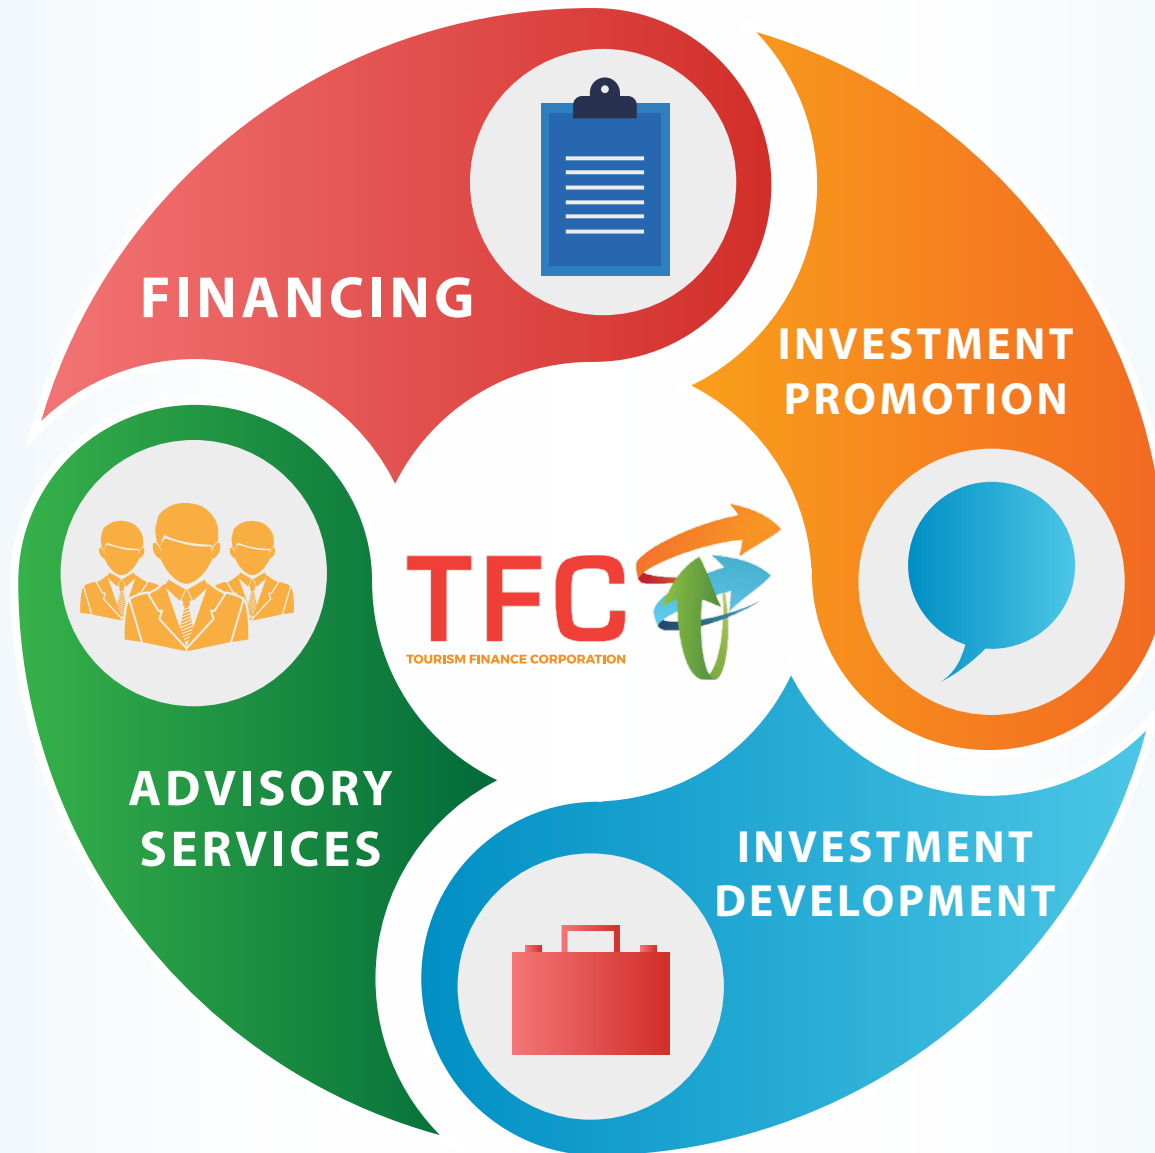 FINANCING
INVESTMENT
PROMOTION
TFC
TOURISM FINANCE CORPORATION
ADVISORY
SERVICES
INVESTMENT
DEVELOPMENT